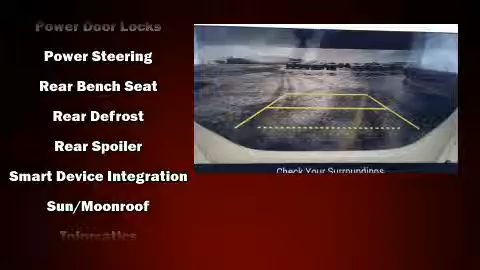 Power Door Locks
Power Steering
Rear Bench Seat
Rear Defrost
Rear Spoiler
Smart Device Integration
Sun/Moonroof
Telematics
Check Your Surroundings